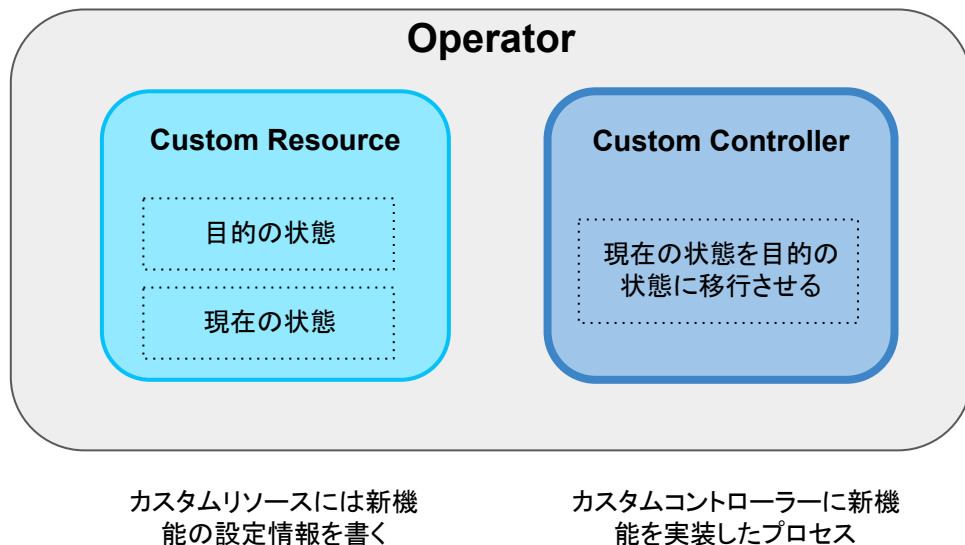 Operator
Custom Resource
目的の状態
現在の状態
Custom Controller
現在の状態を目的の
状態に移行させる
カスタムリソースには新機
能の設定情報を書く
カスタムコントローラーに新機
能を実装したプロセス